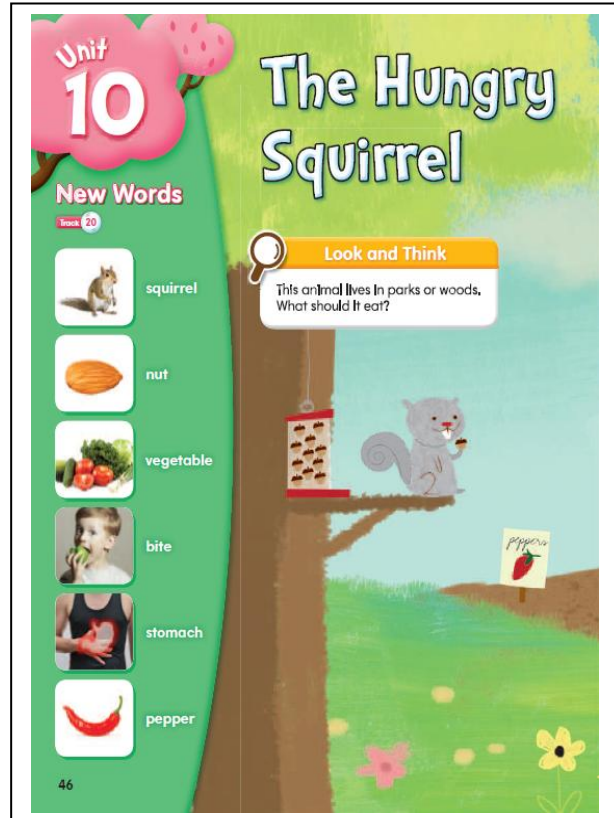 Unit
10
The Hungry
Squirrel
New Words
Track 20
squirrel
nut
vegetable
bite
stomach
pepper
Look and Think
This animal lives in parks or woods.
What should it eat?
peppers
46